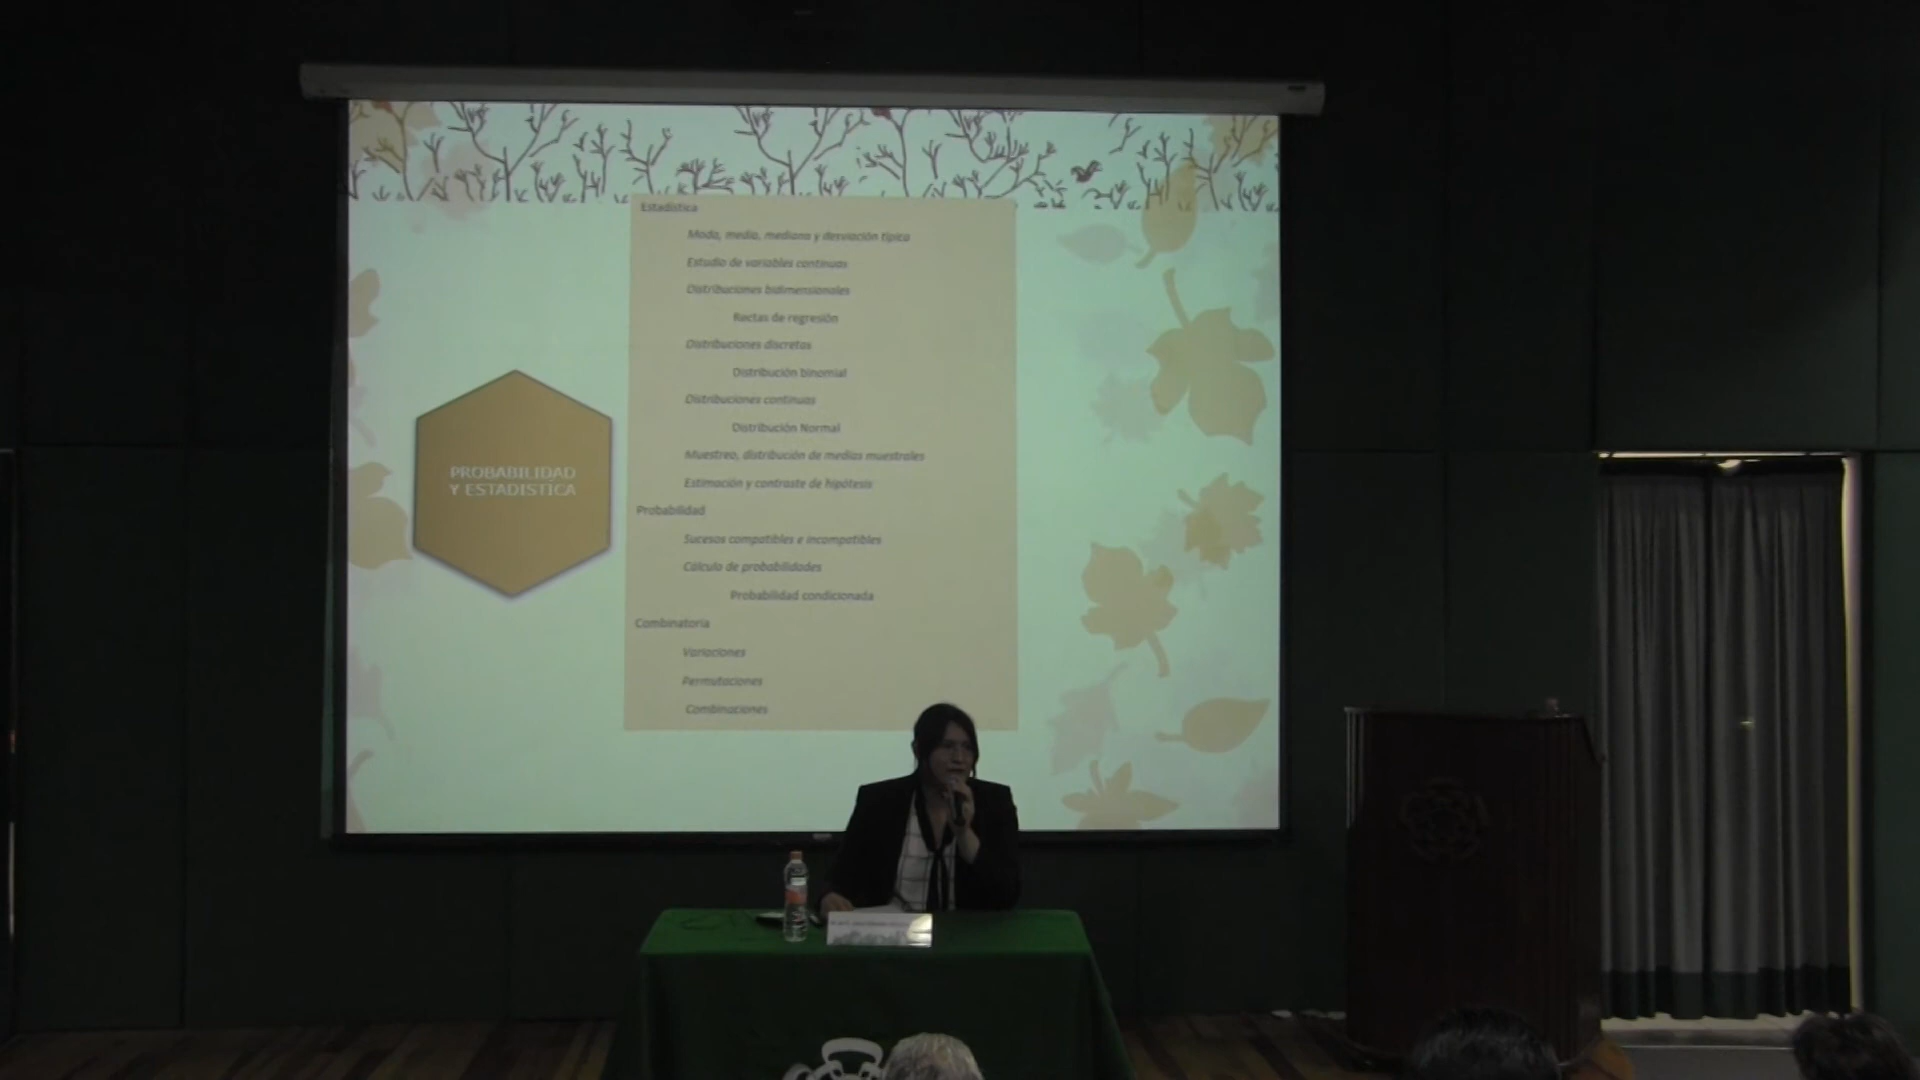 PROBABILIDAD
Y ESTADISTICA
Estadística
Moda, media, mediana y desviación típica
Estudio de variables continuas
Distribuciones bidimensionales
Rectas de regresión
Distribuciones discretas
Distribución binomial
Distribuciones continuas
Distribución Normal
Muestreo, distribución de medias muestrales
Estimación y contraste de hipótesis
Probabilidad
Sucesos compatibles e incompatibles
Cálculo de probabilidades
Probabilidad condicionada
Combinatoria
Variaciones
Permutaciones
Combinaciones